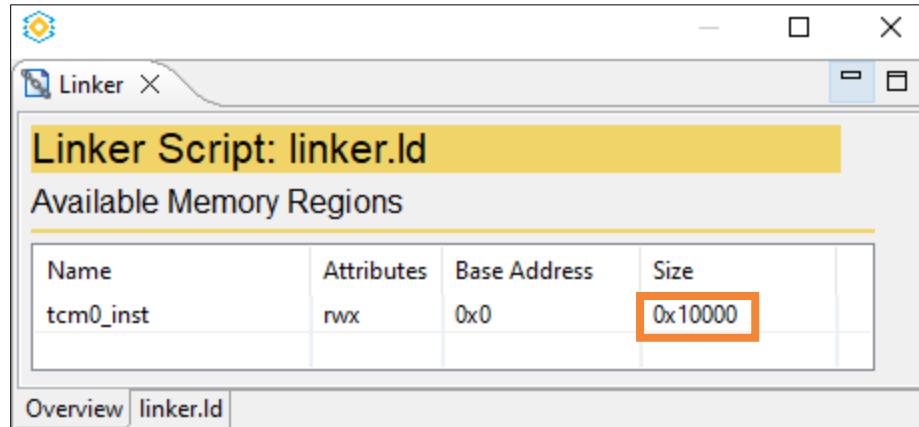 Linker
Linker Script: linker.ld
Available Memory Regions
Name Attributes Base Address Size
tcm0_inst rwx 0x0 0x10000
Overview linker.ld